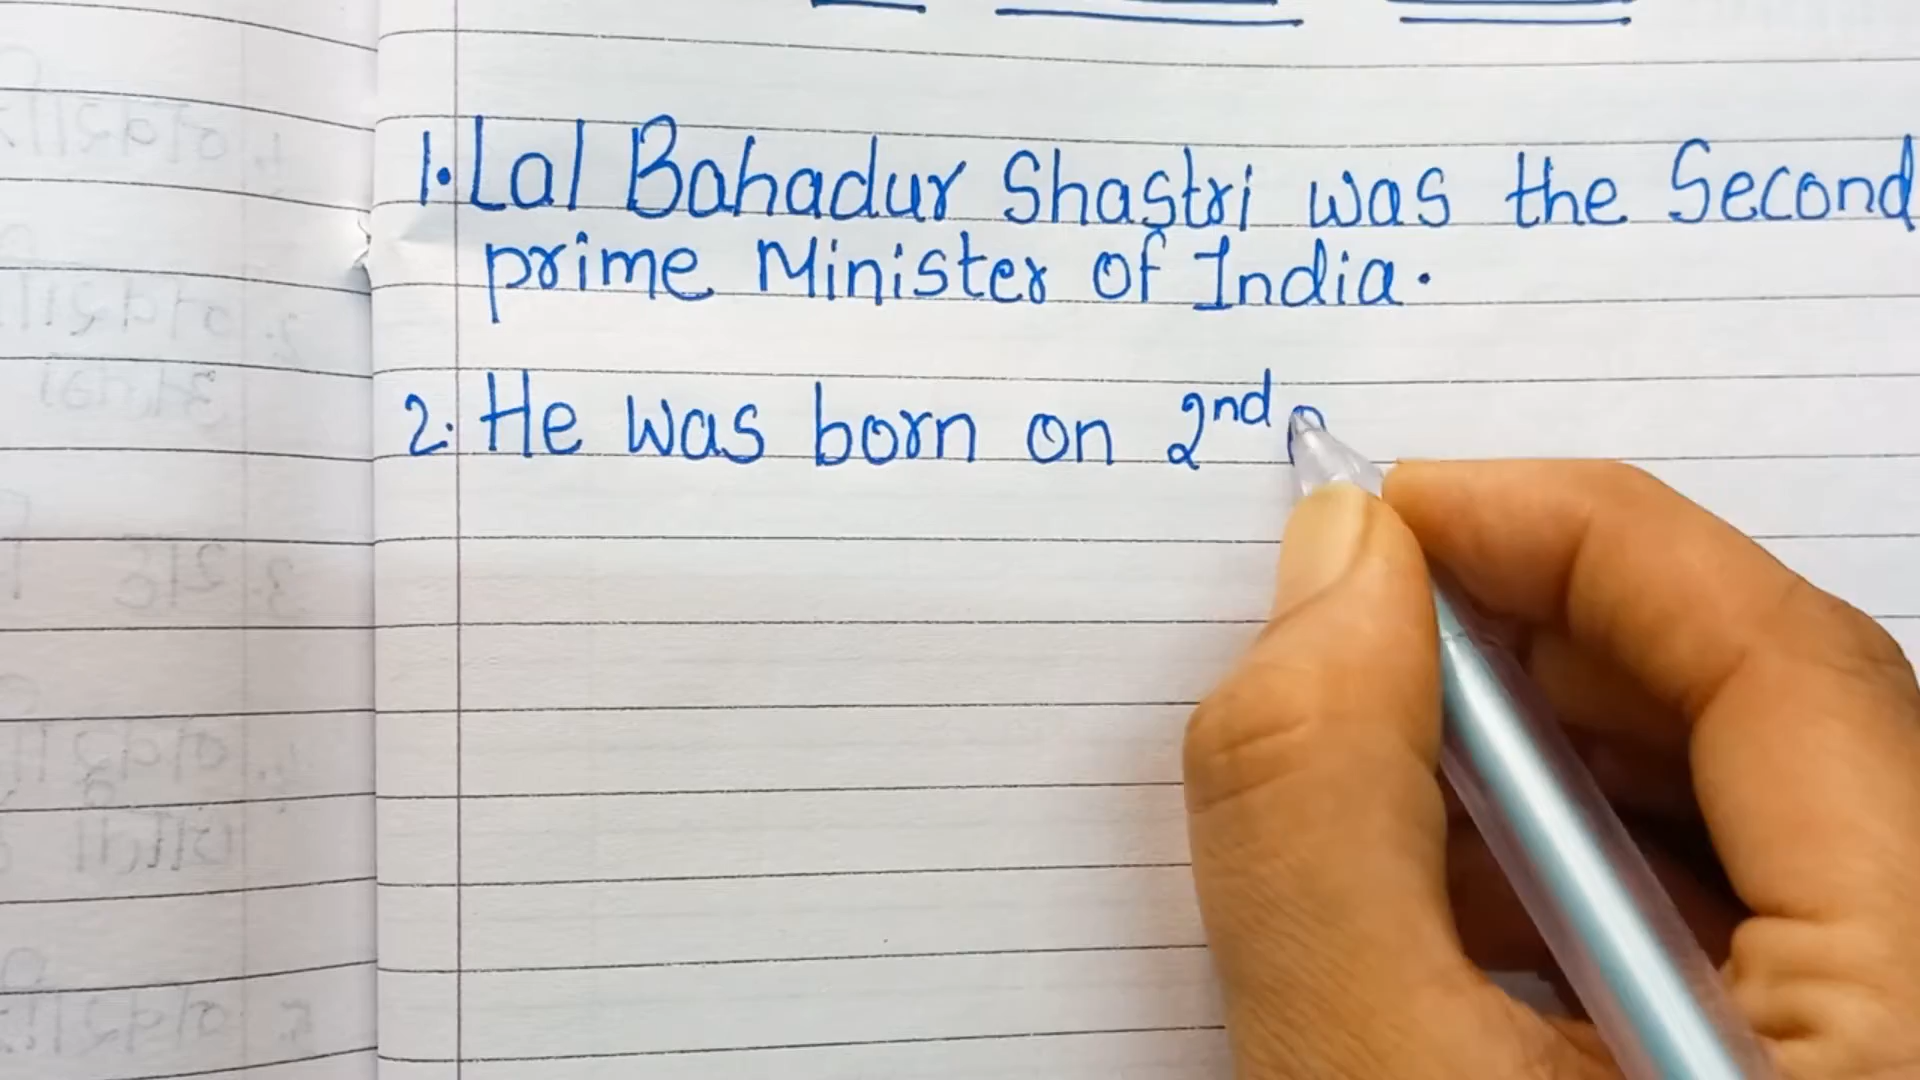 1. Lal Bahadur Shastri was the Second
prime Minister of India.
2. He was born on 2nd